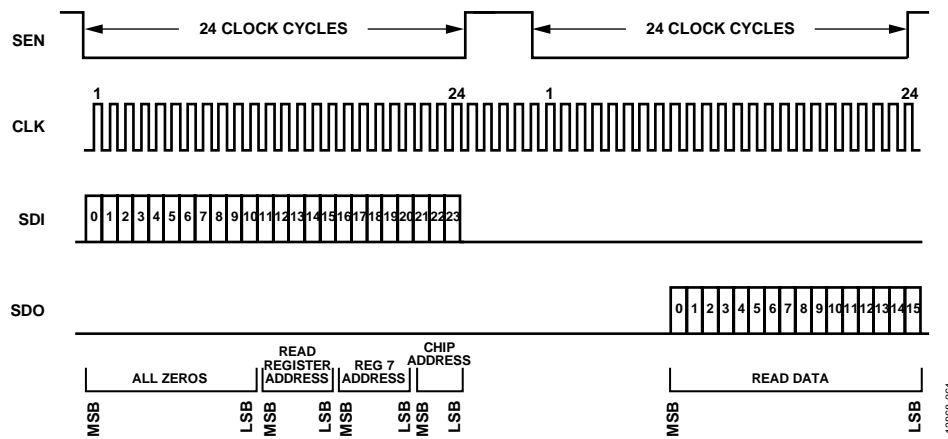 SEN
24 CLOCK CYCLES
24 CLOCK CYCLES
1
24
1
24
CLK
SDI
0 1 2 3 4 5 6 7 8 9 10 11 12 13 14 15 16 17 18 19 20 21 22 23
SDO
0 1 2 3 4 5 6 7 8 9 10 11 12 13 14 15
ALL ZEROS
READ
REGISTER
ADDRESS
REG 7
ADDRESS
CHIP
ADDRESS
READ DATA
MSB
LSB
MSB
LSB
MSB
LSB
MSB
LSB
MSB
LSB